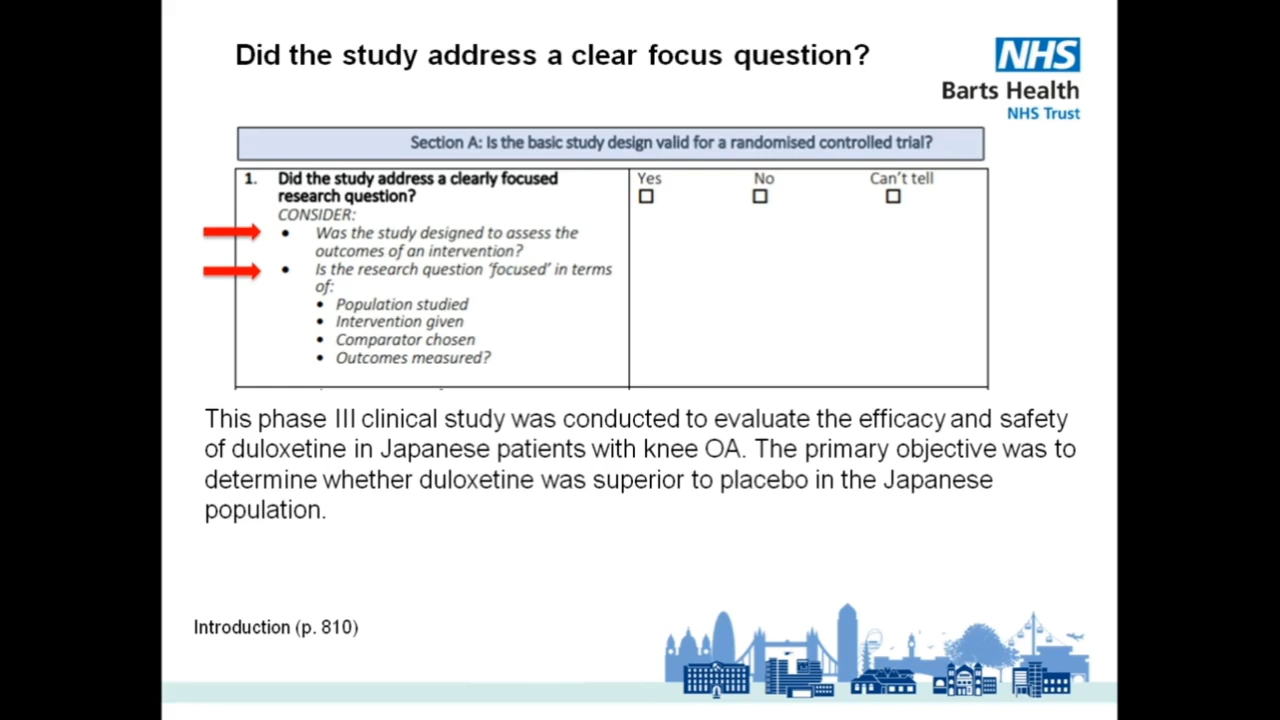 Did the study address a clear focus question?
NHS
Barts Health
NHS Trust
Section A: Is the basic study design valid for a randomised controlled trial?
1. Did the study address a clearly focused
research question?
CONSIDER:
• Was the study designed to assess the
outcomes of an intervention?
• Is the research question ‘focused’ in terms
of:
• Population studied
• Intervention given
• Comparator chosen
• Outcomes measured?
Yes No Can’t tell
This phase III clinical study was conducted to evaluate the efficacy and safety
of duloxetine in Japanese patients with knee OA. The primary objective was to
determine whether duloxetine was superior to placebo in the Japanese
population.
Introduction (p. 810)